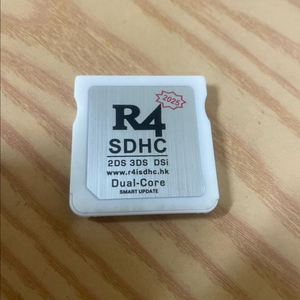 2025
R4
SDHC
2DS 3DS DSi
www.r4isdhc.hk
Dual-Core
SMART UPDATE